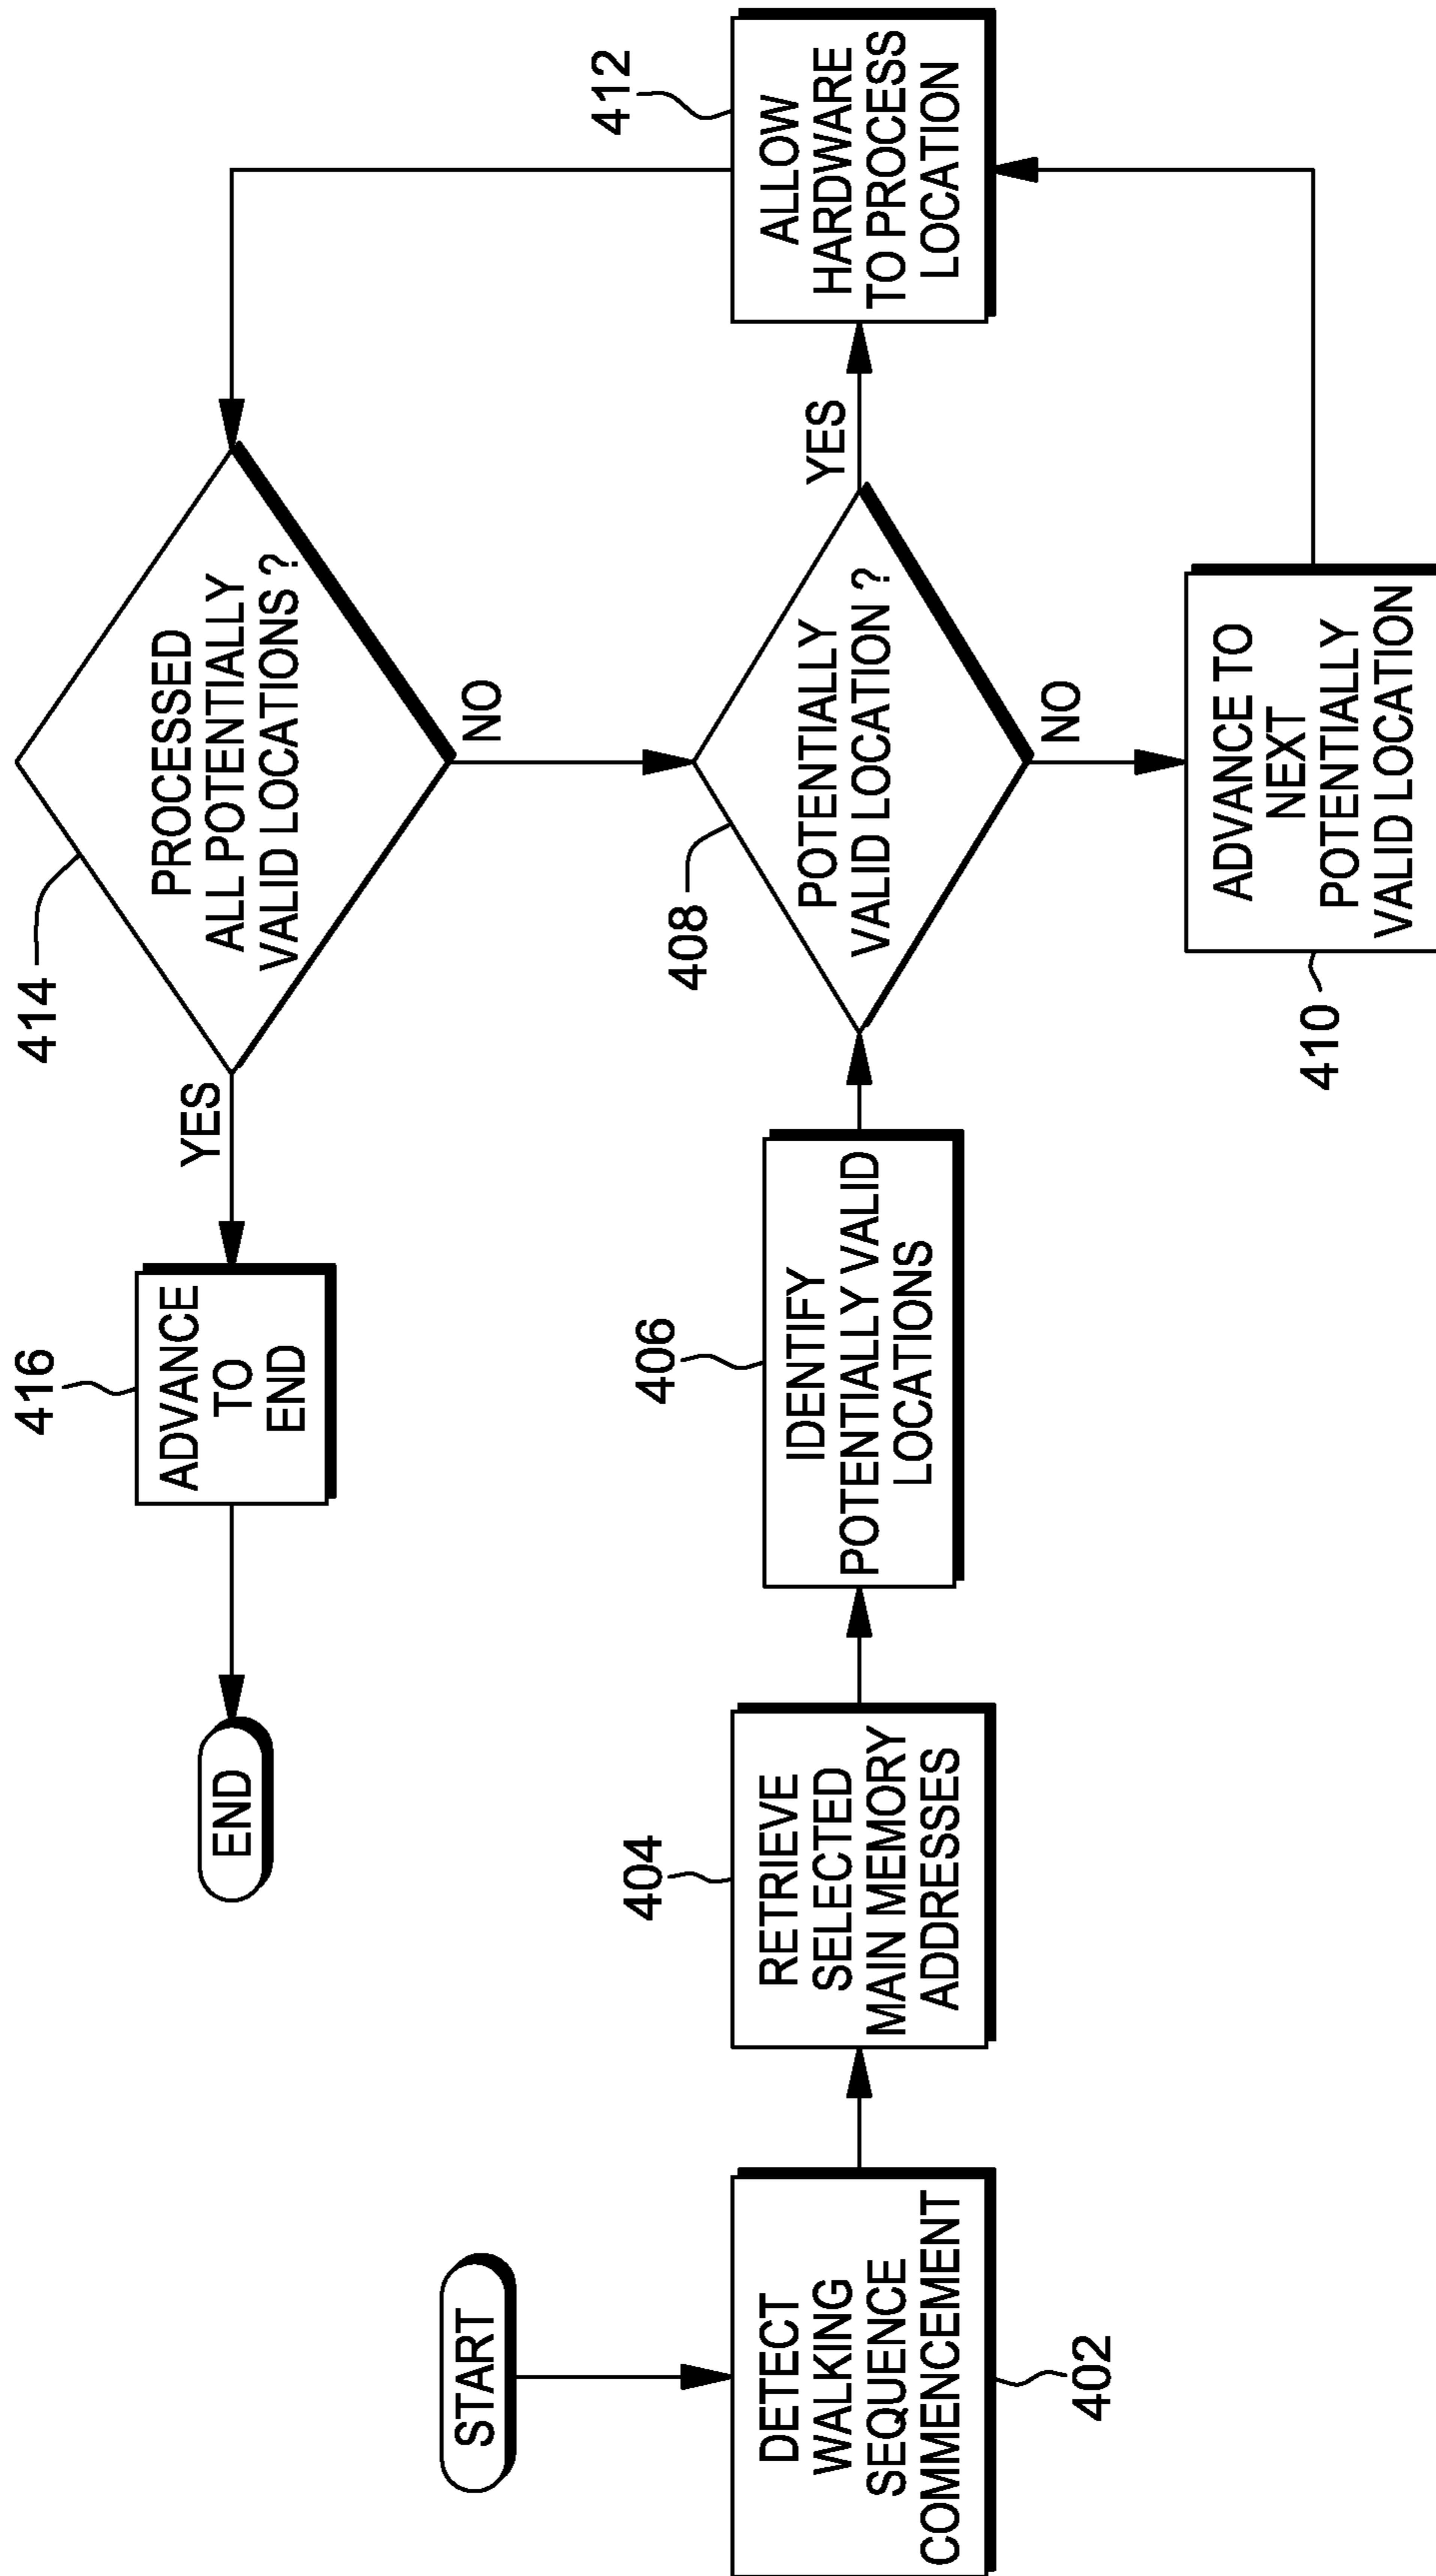 START
DETECT
WALKING
SEQUENCE
COMMENCEMENT
402
404
RETRIEVE
SELECTED
MAIN MEMORY
ADDRESSES
406
IDENTIFY
POTENTIALLY VALID
LOCATIONS
408
POTENTIALLY
VALID LOCATION ?
YES
NO
410
ADVANCE TO
NEXT
POTENTIALLY
VALID LOCATION
412
ALLOW
HARDWARE
TO PROCESS
LOCATION
414
PROCESSED
ALL POTENTIALLY
VALID LOCATIONS ?
NO
YES
416
ADVANCE
TO
END
END